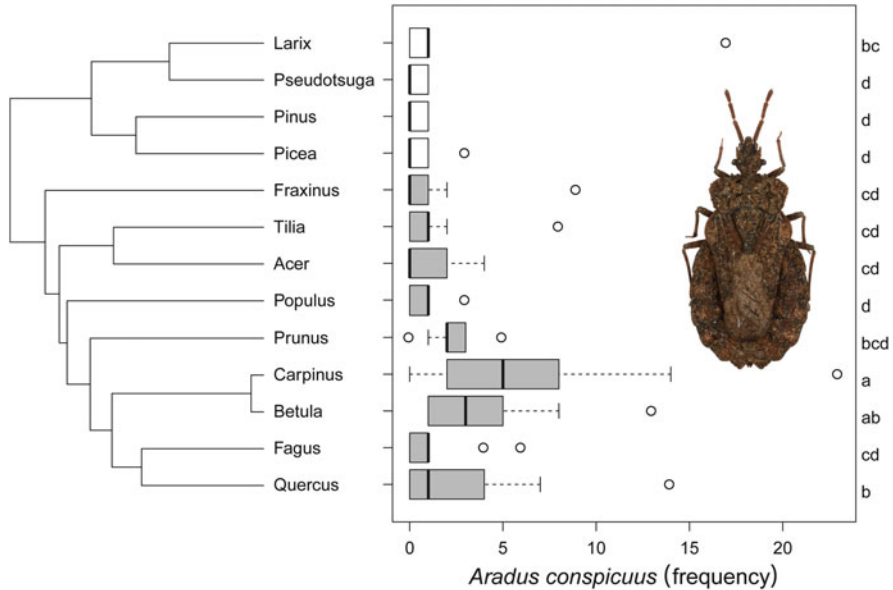 Larix bc
Pseudotsuga d
Pinus d
Picea d
Fraxinus cd
Tilia cd
Acer cd
Populus d
Prunus bcd
Carpinus a
Betula ab
Fagus cd
Quercus b
0 5 10 15 20
Aradus conspicuus (frequency)